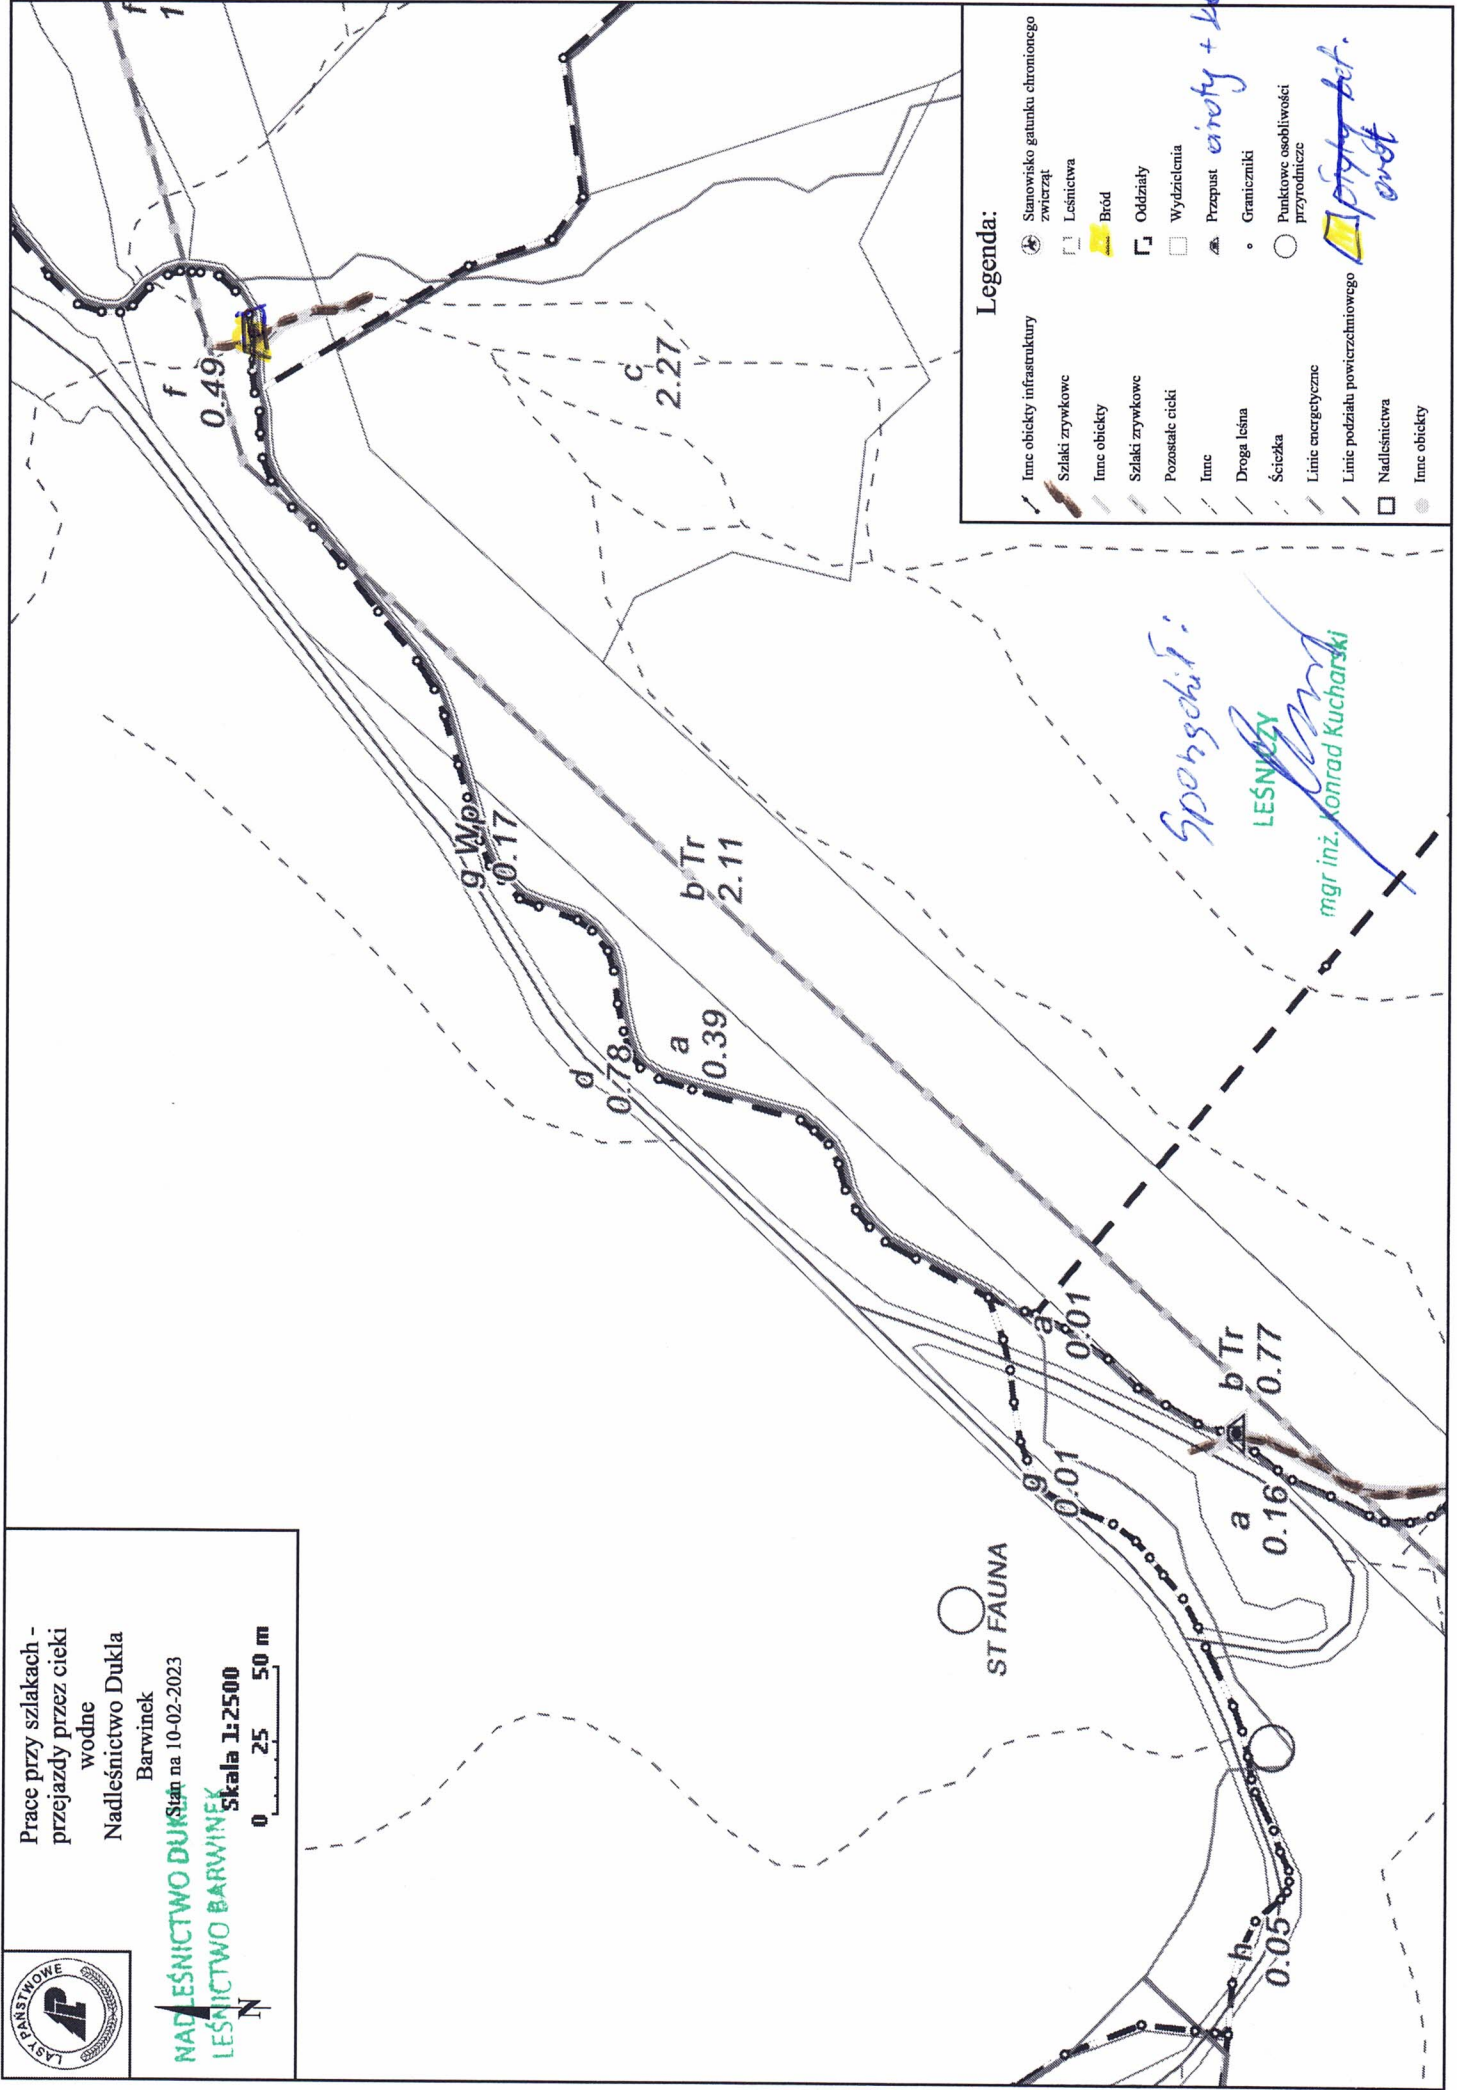 LASY PAŃSTWOWE
Prace przy szlakach -
przejazdy przez cieki
wodne
Nadleśnictwo Dukla
Barwinek
Stan na 10-02-2023
NADLEŚNICTWO DUKLA
LEŚNICTWO BARWINEK
N
Skala 1:2500
0 25 50 m
f
1
f
0.49
c
2.27
g-Wp
0.17
b Tr
2.11
d
0.78
a
0.39
a
0.01
b Tr
0.77
g
0.01
a
0.16
ST FAUNA
h
0.05
Sporządził:
LEŚNICZY
mgr inż. Konrad Kucharski
Legenda:
Inne obiekty infrastruktury
Szlaki zrywkowe
Inne obiekty
Szlaki zrywkowe
Pozostałe cieki
Inne
Droga leśna
Ścieżka
Linie energetyczne
Linie podziału powierzchniowego
Nadleśnictwa
Inne obiekty
Stanowisko gatunku chronionego
zwierząt
Leśnictwa
Bród
Oddziały
Wydzielenia
Przepust
Graniczniki
Punktowe osobliwości
przyrodnicze
płyty bet.